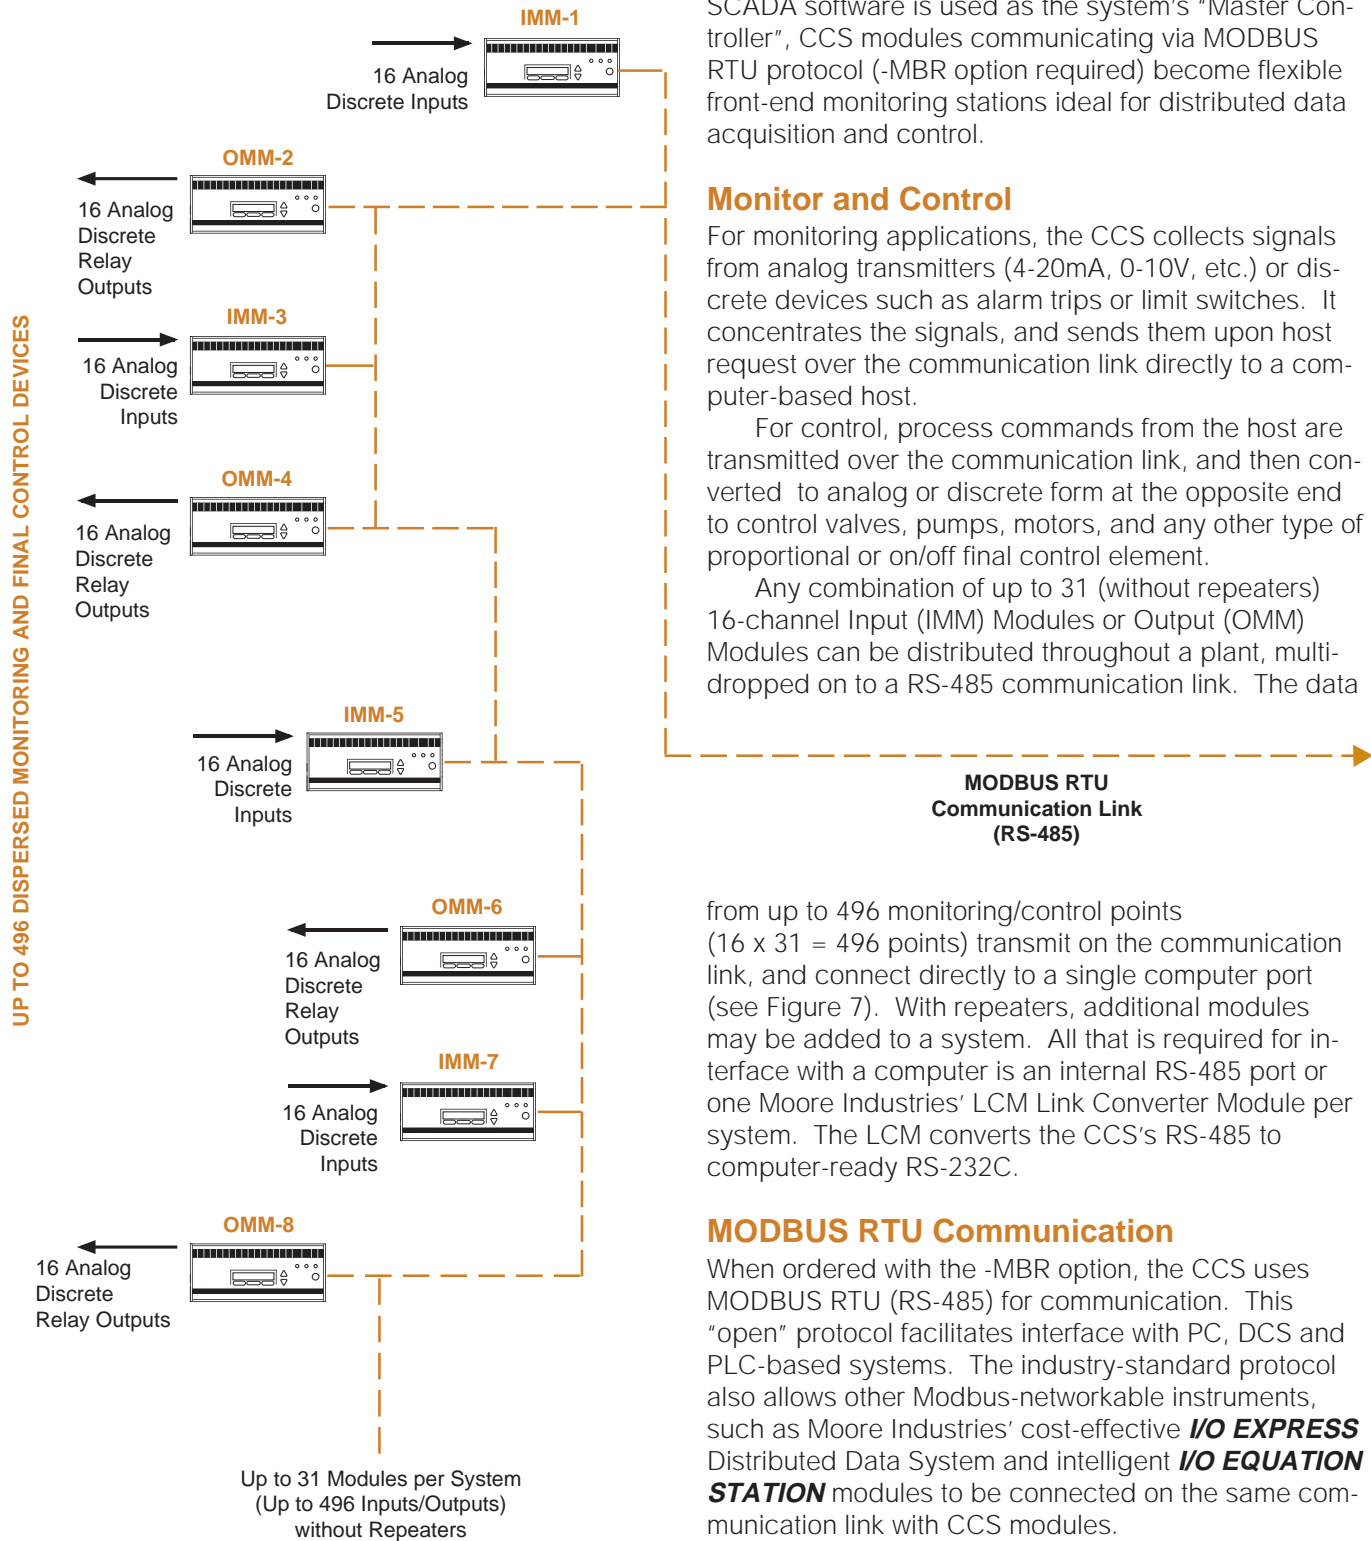 UP TO 496 DISPERSED MONITORING AND FINAL CONTROL DEVICES
IMM-1
16 Analog
Discrete Inputs
OMM-2
16 Analog
Discrete
Relay
Outputs
IMM-3
16 Analog
Discrete
Inputs
OMM-4
16 Analog
Discrete
Relay
Outputs
IMM-5
16 Analog
Discrete
Inputs
OMM-6
16 Analog
Discrete
Relay
Outputs
IMM-7
16 Analog
Discrete
Inputs
OMM-8
16 Analog
Discrete
Relay Outputs
Up to 31 Modules per System
(Up to 496 Inputs/Outputs)
without Repeaters
SCADA software is used as the system's "Master Con-
troller", CCS modules communicating via MODBUS
RTU protocol (-MBR option required) become flexible
front-end monitoring stations ideal for distributed data
acquisition and control.
Monitor and Control
For monitoring applications, the CCS collects signals
from analog transmitters (4-20mA, 0-10V, etc.) or dis-
crete devices such as alarm trips or limit switches. It
concentrates the signals, and sends them upon host
request over the communication link directly to a com-
puter-based host.
For control, process commands from the host are
transmitted over the communication link, and then con-
verted to analog or discrete form at the opposite end
to control valves, pumps, motors, and any other type of
proportional or on/off final control element.
Any combination of up to 31 (without repeaters)
16-channel Input (IMM) Modules or Output (OMM)
Modules can be distributed throughout a plant, multi-
dropped on to a RS-485 communication link. The data
MODBUS RTU
Communication Link
(RS-485)
from up to 496 monitoring/control points
(16 x 31 = 496 points) transmit on the communication
link, and connect directly to a single computer port
(see Figure 7). With repeaters, additional modules
may be added to a system. All that is required for in-
terface with a computer is an internal RS-485 port or
one Moore Industries' LCM Link Converter Module per
system. The LCM converts the CCS's RS-485 to
computer-ready RS-232C.
MODBUS RTU Communication
When ordered with the -MBR option, the CCS uses
MODBUS RTU (RS-485) for communication. This
"open" protocol facilitates interface with PC, DCS and
PLC-based systems. The industry-standard protocol
also allows other Modbus-networkable instruments,
such as Moore Industries' cost-effective I/O EXPRESS
Distributed Data System and intelligent I/O EQUATION
STATION modules to be connected on the same com-
munication link with CCS modules.